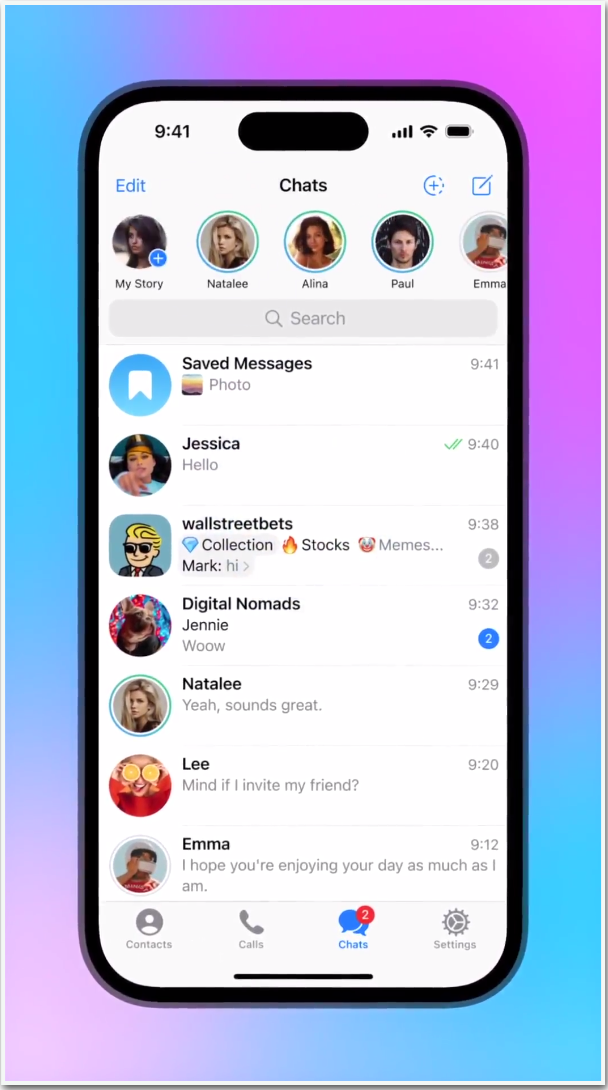 9:41
Edit
Chats
My Story
Natalee
Alina
Paul
Emma
Search
Saved Messages 9:41
Photo
Jessica 9:40
Hello
wallstreetbets 9:38
💎Collection 🔥Stocks 🤡Memes...
Mark: hi > 2
Digital Nomads 9:32
Jennie
Woow 2
Natalee 9:29
Yeah, sounds great.
Lee 9:20
Mind if I invite my friend?
Emma 9:12
I hope you're enjoying your day as much as I
am.
2
Contacts
Calls
Chats
Settings